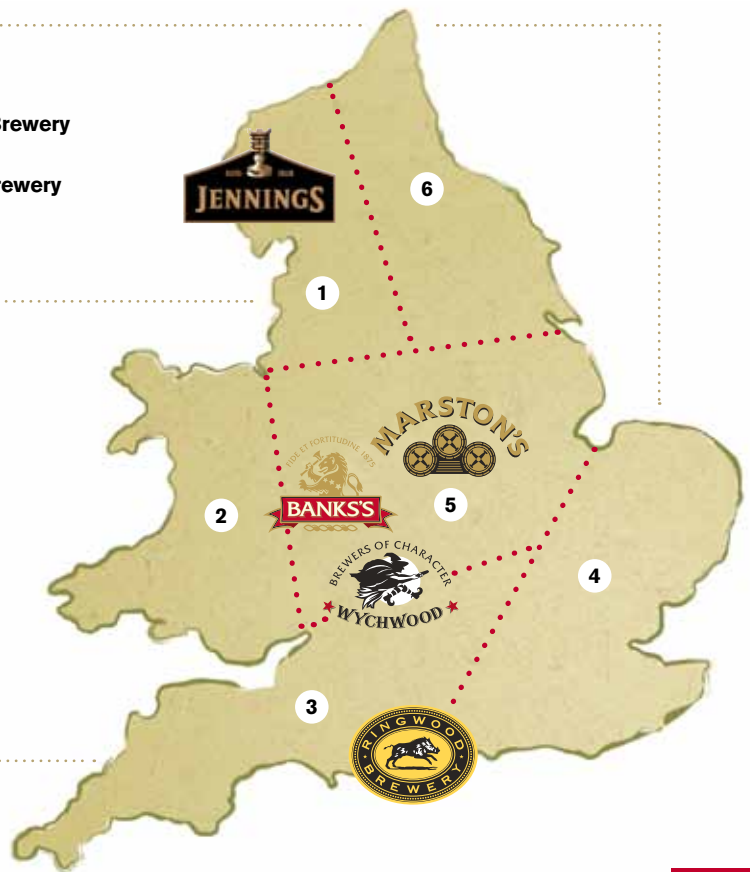 Brewery
rewery
JENNINGS
6
1
MARSTON'S
FIDE ET FORTITUDINE 1875
BANKS'S
2
5
BREWERS OF CHARACTER
WYCHWOOD
4
3
RINGWOOD
BREWERY